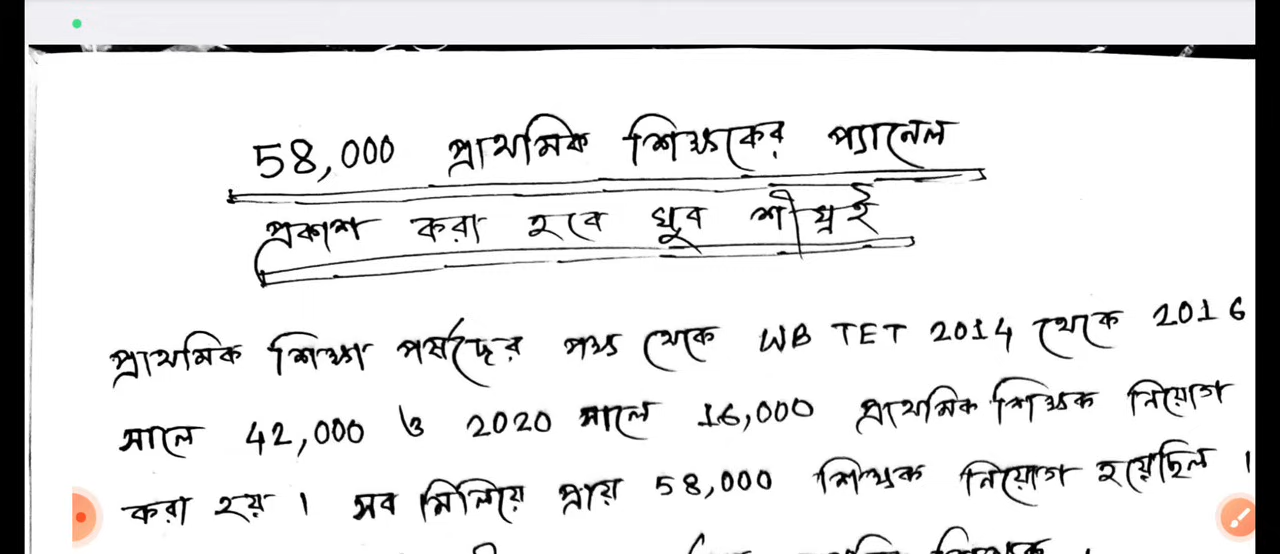 58,000 প্রাথমিক শিক্ষকের প্যানেল
প্রকাশ করা হবে খুব শীঘ্রই
প্রাথমিক শিক্ষা পর্ষদের পক্ষ থেকে WB TET 2014 থেকে 2016
সালে 42,000 ও 2020 সালে 16,000 প্রাথমিক শিক্ষক নিয়োগ
করা হয় । সব মিলিয়ে প্রায় 58,000 শিক্ষক নিয়োগ হয়েছিল ।